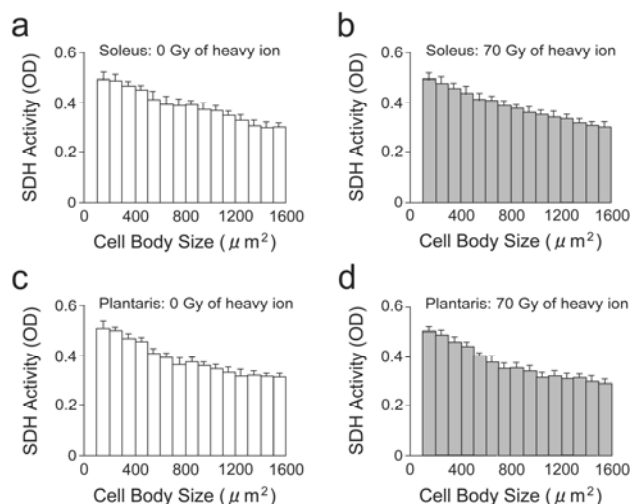 a
Soleus: 0 Gy of heavy ion
SDH Activity (OD)
0.6
0.4
0.2
0
0 400 800 1200 1600
Cell Body Size ( μ m²)
b
Soleus: 70 Gy of heavy ion
SDH Activity (OD)
0.6
0.4
0.2
0
0 400 800 1200 1600
Cell Body Size ( μ m²)
c
Plantaris: 0 Gy of heavy ion
SDH Activity (OD)
0.6
0.4
0.2
0
0 400 800 1200 1600
Cell Body Size ( μ m²)
d
Plantaris: 70 Gy of heavy ion
SDH Activity (OD)
0.6
0.4
0.2
0
0 400 800 1200 1600
Cell Body Size ( μ m²)